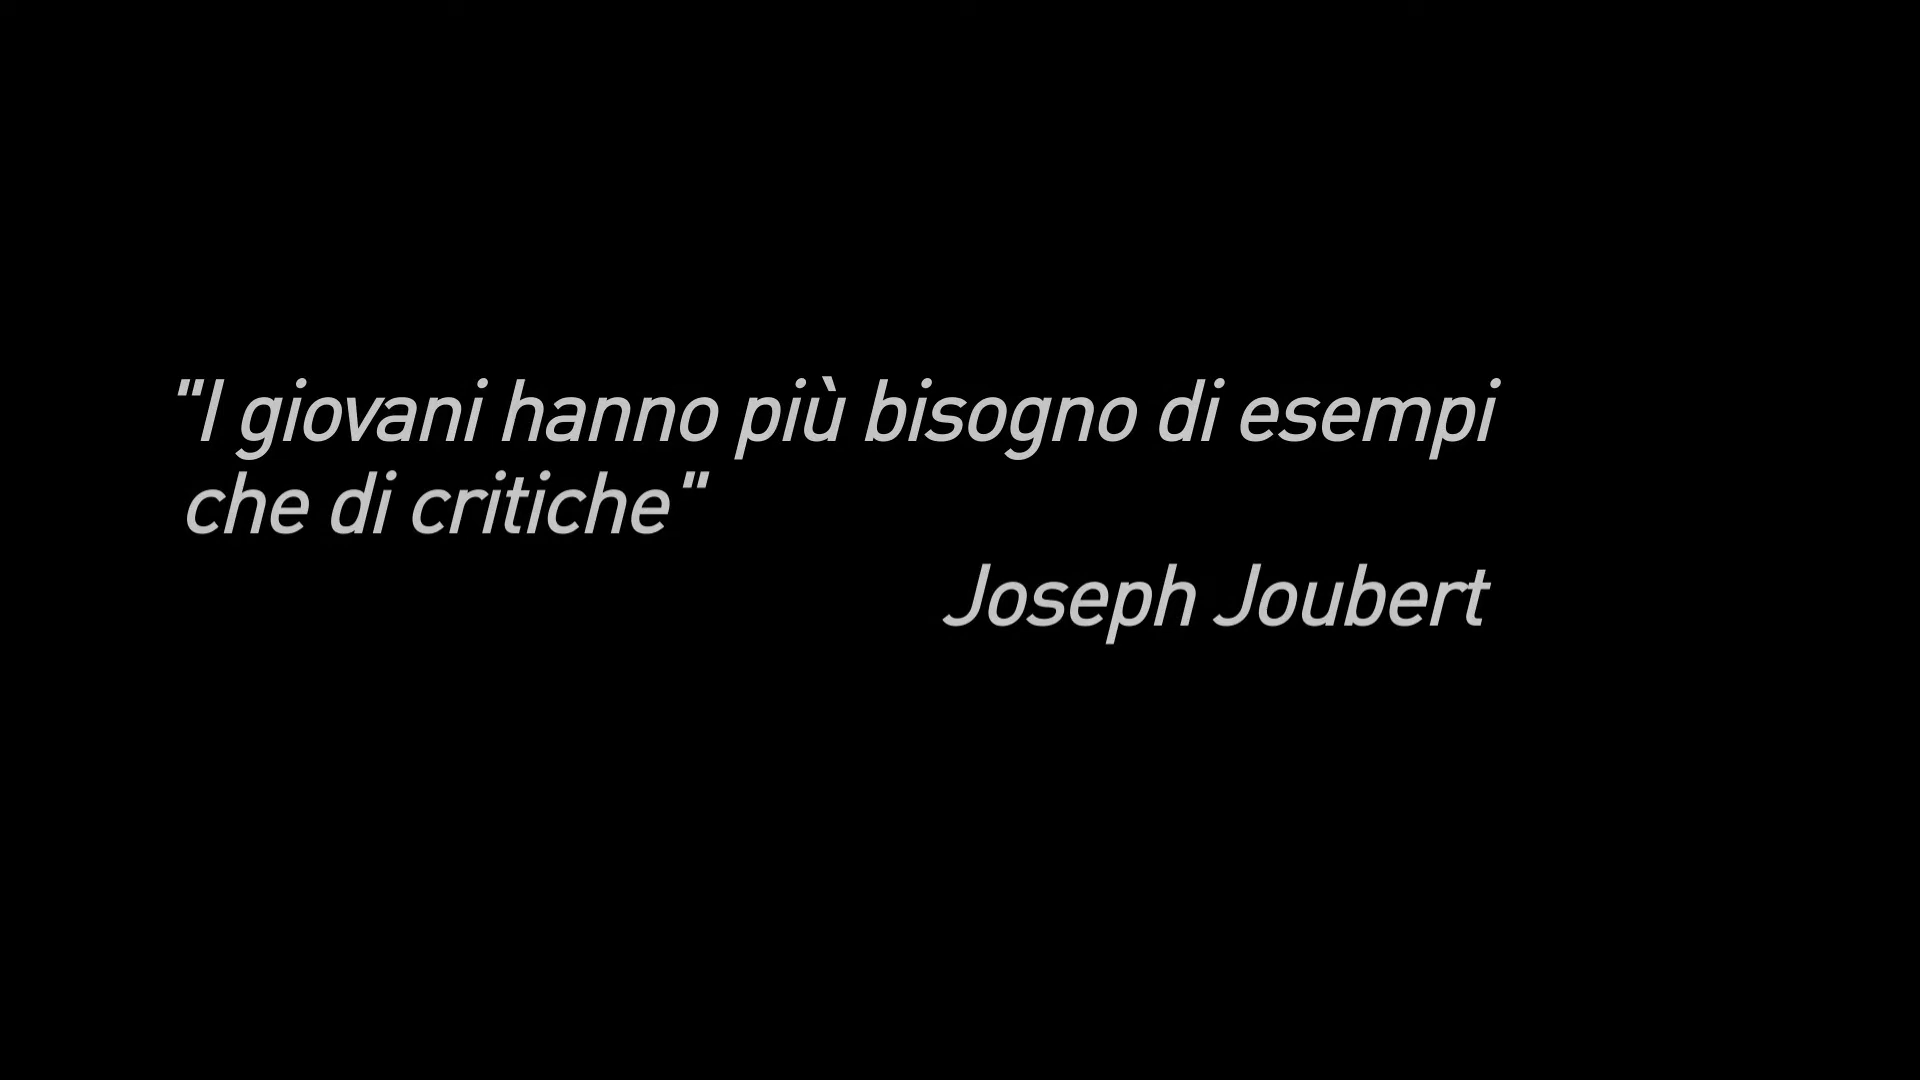 "I giovani hanno più bisogno di esempi
che di critiche"
Joseph Joubert